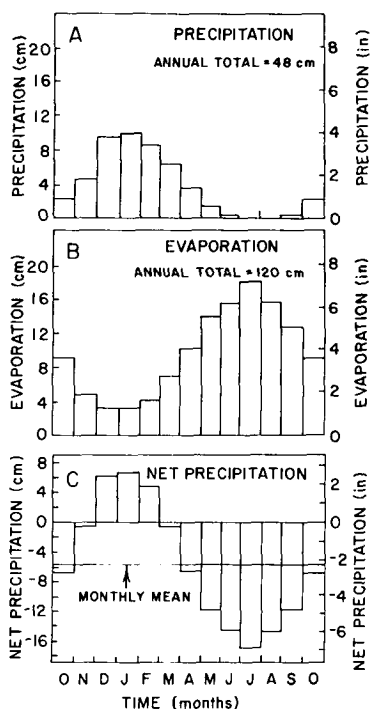 A PRECIPITATION
ANNUAL TOTAL = 48 cm
PRECIPITATION (cm)
20
16
12
8
4
0
PRECIPITATION (in)
8
6
4
2
0
B EVAPORATION
ANNUAL TOTAL = 120 cm
EVAPORATION (cm)
20
16
12
8
4
0
EVAPORATION (in)
8
6
4
2
0
C NET PRECIPITATION
MONTHLY MEAN
NET PRECIPITATION (cm)
8
4
0
-4
-8
-12
-16
NET PRECIPITATION (in)
2
0
-2
-4
-6
O N D J F M A M J J A S O
TIME (months)